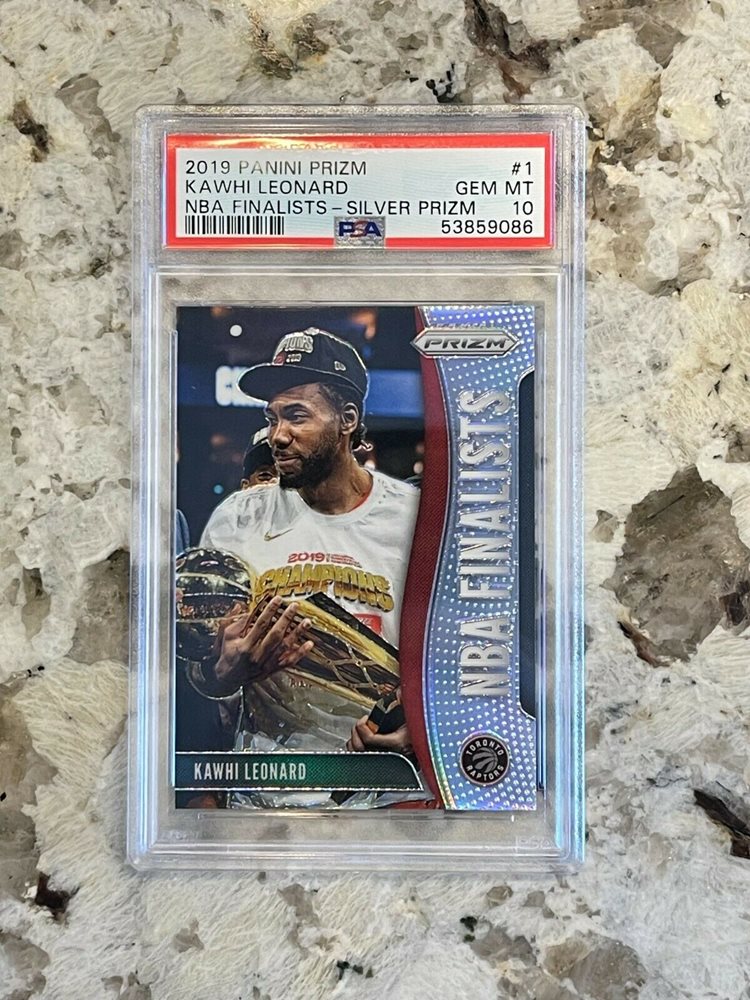 2019 PANINI PRIZM #1
KAWHI LEONARD GEM MT
NBA FINALISTS - SILVER PRIZM 10
PSA 53859086
PRIZM
NBA FINALISTS
2019
2019
CHAMPIONS
KAWHI LEONARD
TORONTO
RAPTORS